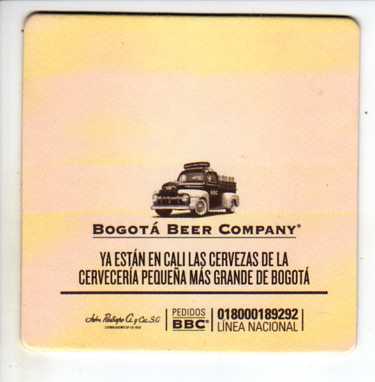 BBC
BOGOTÁ BEER COMPANY®
YA ESTÁN EN CALI LAS CERVEZAS DE LA
CERVECERÍA PEQUEÑA MÁS GRANDE DE BOGOTÁ
PEDIDOS
BBC®
018000189292
LÍNEA NACIONAL